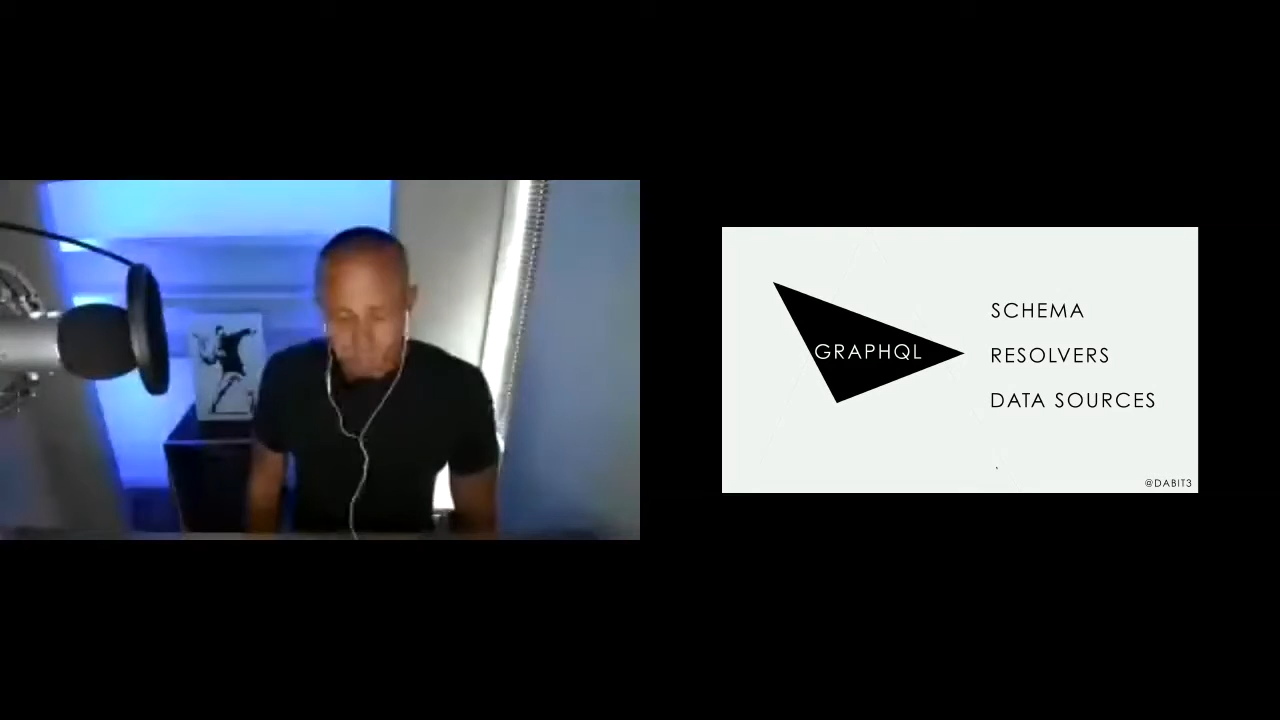 GRAPHQL
SCHEMA
RESOLVERS
DATA SOURCES
@DABIT3